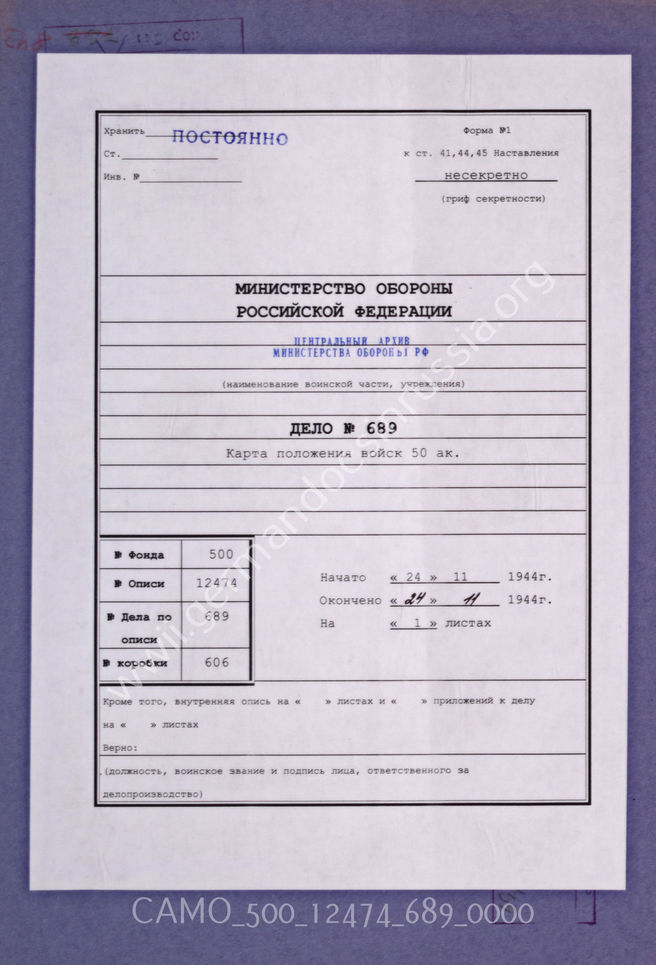 Хранить ПОСТОЯННО
Форма №1
Ст.
к ст. 41,44,45 Наставления
Инв. №
несекретно
(гриф секретности)
МИНИСТЕРСТВО ОБОРОНЫ
РОССИЙСКОЙ ФЕДЕРАЦИИ
ЦЕНТРАЛЬНЫЙ АРХИВ
МИНИСТЕРСТВА ОБОРОНЫ РФ
(наименование воинской части, учреждения)
ДЕЛО № 689
Карта положения войск 50 ак.
№ Фонда 500
№ Описи 12474
№ Дела по описи 689
№ коробки 606
Начато « 24 » 11 1944г.
Окончено « 24 » 11 1944г.
На « 1 » листах
Кроме того, внутренняя опись на « » листах и « » приложений к делу
на « » листах
Верно:
(должность, воинское звание и подпись лица, ответственного за
делопроизводство)
www.germandocsinrussia.org
CAMO_500_12474_689_0000